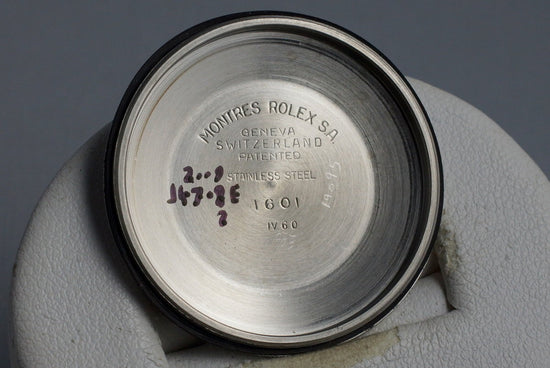 MONTRES ROLEX S.A.
GENEVA
SWITZERLAND
PATENTED
STAINLESS STEEL
1601
IV.60